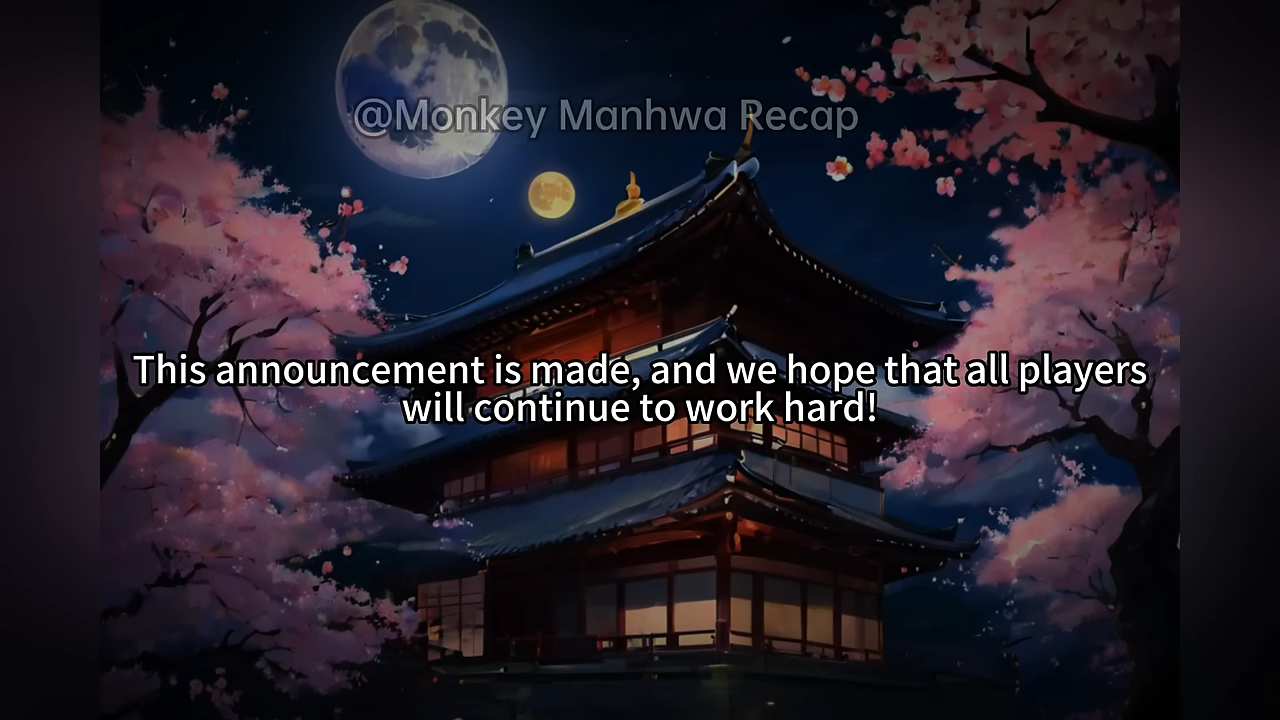 @Monkey Manhwa Recap
This announcement is made, and we hope that all players
will continue to work hard!